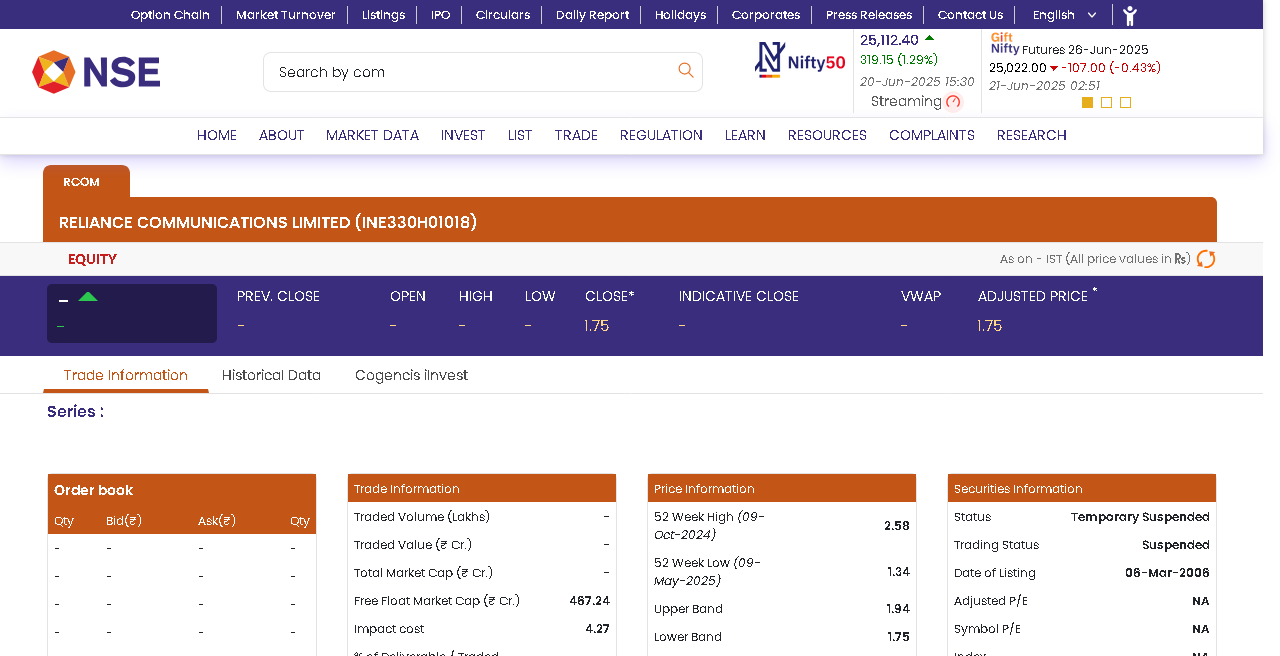 Option Chain Market Turnover Listings IPO Circulars Daily Report Holidays Corporates Press Releases Contact Us English
NSE
Search by com
Nifty50
25,112.40
319.15 (1.29%)
20-Jun-2025 15:30
Streaming
Gift
Nifty Futures 26-Jun-2025
25,022.00 -107.00 (-0.43%)
21-Jun-2025 02:51
HOME ABOUT MARKET DATA INVEST LIST TRADE REGULATION LEARN RESOURCES COMPLAINTS RESEARCH
RCOM
RELIANCE COMMUNICATIONS LIMITED (INE330H01018)
EQUITY
As on - IST (All price values in ₨)
PREV. CLOSE OPEN HIGH LOW CLOSE* INDICATIVE CLOSE VWAP ADJUSTED PRICE *
- - - - - 1.75 - - 1.75
-
Trade Information Historical Data Cogencis iInvest
Series :
Order book
Qty Bid(₹) Ask(₹) Qty
- - - -
- - - -
- - - -
- - - -
Trade Information
Traded Volume (Lakhs) -
Traded Value (₹ Cr.) -
Total Market Cap (₹ Cr.) -
Free Float Market Cap (₹ Cr.) 467.24
Impact cost 4.27
% of Deliverable / Traded
Price Information
52 Week High (09-
Oct-2024) 2.58
52 Week Low (09-
May-2025) 1.34
Upper Band 1.94
Lower Band 1.75
Securities Information
Status Temporary Suspended
Trading Status Suspended
Date of Listing 06-Mar-2006
Adjusted P/E NA
Symbol P/E NA
Index NA